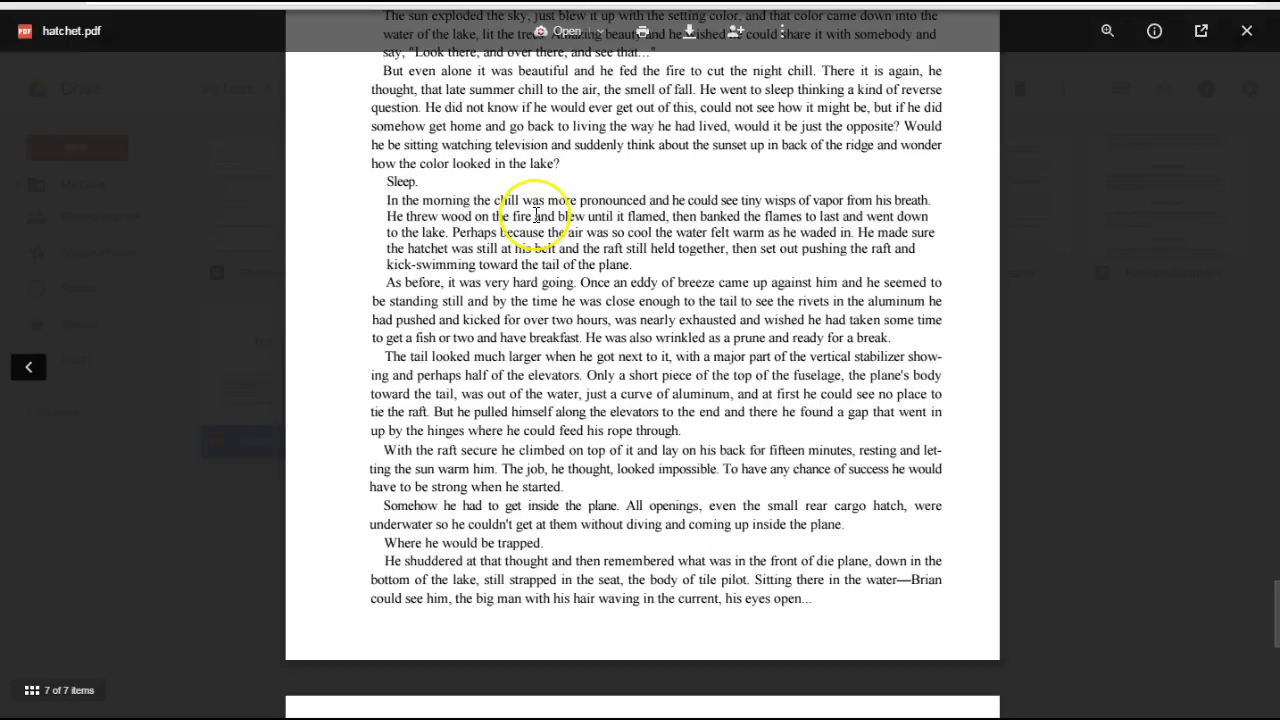 The sun exploded the sky, just blew it up with the setting color, and that color came down into the
hatchet.pdf
Open
water of the lake, lit the trees. Amazing beauty and he wished he could share it with somebody and
say, "Look there, and over there, and see that..."
Drive
But even alone it was beautiful and he fed the fire to cut the night chill. There it is again, he
thought, that late summer chill to the air, the smell of fall. He went to sleep thinking a kind of reverse
question. He did not know if he would ever get out of this, could not see how it might be, but if he did
somehow get home and go back to living the way he had lived, would it be just the opposite? Would
he be sitting watching television and suddenly think about the sunset up in back of the ridge and wonder
how the color looked in the lake?
Sleep.
In the morning the chill was more pronounced and he could see tiny wisps of vapor from his breath.
He threw wood on the fire and blew until it flamed, then banked the flames to last and went down
to the lake. Perhaps because the air was so cool the water felt warm as he waded in. He made sure
the hatchet was still at his belt and the raft still held together, then set out pushing the raft and
kick-swimming toward the tail of the plane.
As before, it was very hard going. Once an eddy of breeze came up against him and he seemed to
be standing still and by the time he was close enough to the tail to see the rivets in the aluminum he
had pushed and kicked for over two hours, was nearly exhausted and wished he had taken some time
to get a fish or two and have breakfast. He was also wrinkled as a prune and ready for a break.
The tail looked much larger when he got next to it, with a major part of the vertical stabilizer show-
ing and perhaps half of the elevators. Only a short piece of the top of the fuselage, the plane's body
toward the tail, was out of the water, just a curve of aluminum, and at first he could see no place to
tie the raft. But he pulled himself along the elevators to the end and there he found a gap that went in
up by the hinges where he could feed his rope through.
With the raft secure he climbed on top of it and lay on his back for fifteen minutes, resting and let-
ting the sun warm him. The job, he thought, looked impossible. To have any chance of success he would
have to be strong when he started.
Somehow he had to get inside the plane. All openings, even the small rear cargo hatch, were
underwater so he couldn't get at them without diving and coming up inside the plane.
Where he would be trapped.
He shuddered at that thought and then remembered what was in the front of die plane, down in the
bottom of the lake, still strapped in the seat, the body of tile pilot. Sitting there in the water—Brian
could see him, the big man with his hair waving in the current, his eyes open...
7 of 7 items